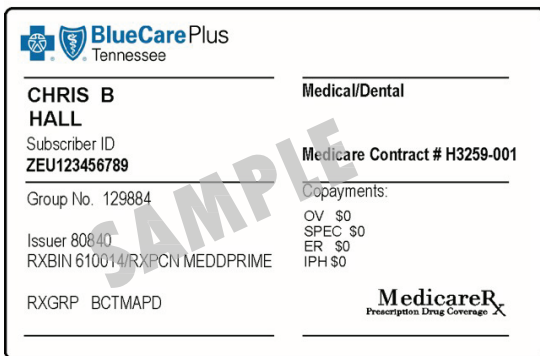 BlueCare Plus
Tennessee
CHRIS B
HALL
Subscriber ID
ZEU123456789
Group No. 129884
Issuer 80840
RXBIN 610014/RXPCN MEDDPRIME
RXGRP BCTMAPD
Medical/Dental
Medicare Contract # H3259-001
Copayments:
OV $0
SPEC $0
ER $0
IPH $0
MedicareRx
Prescription Drug Coverage
SAMPLE